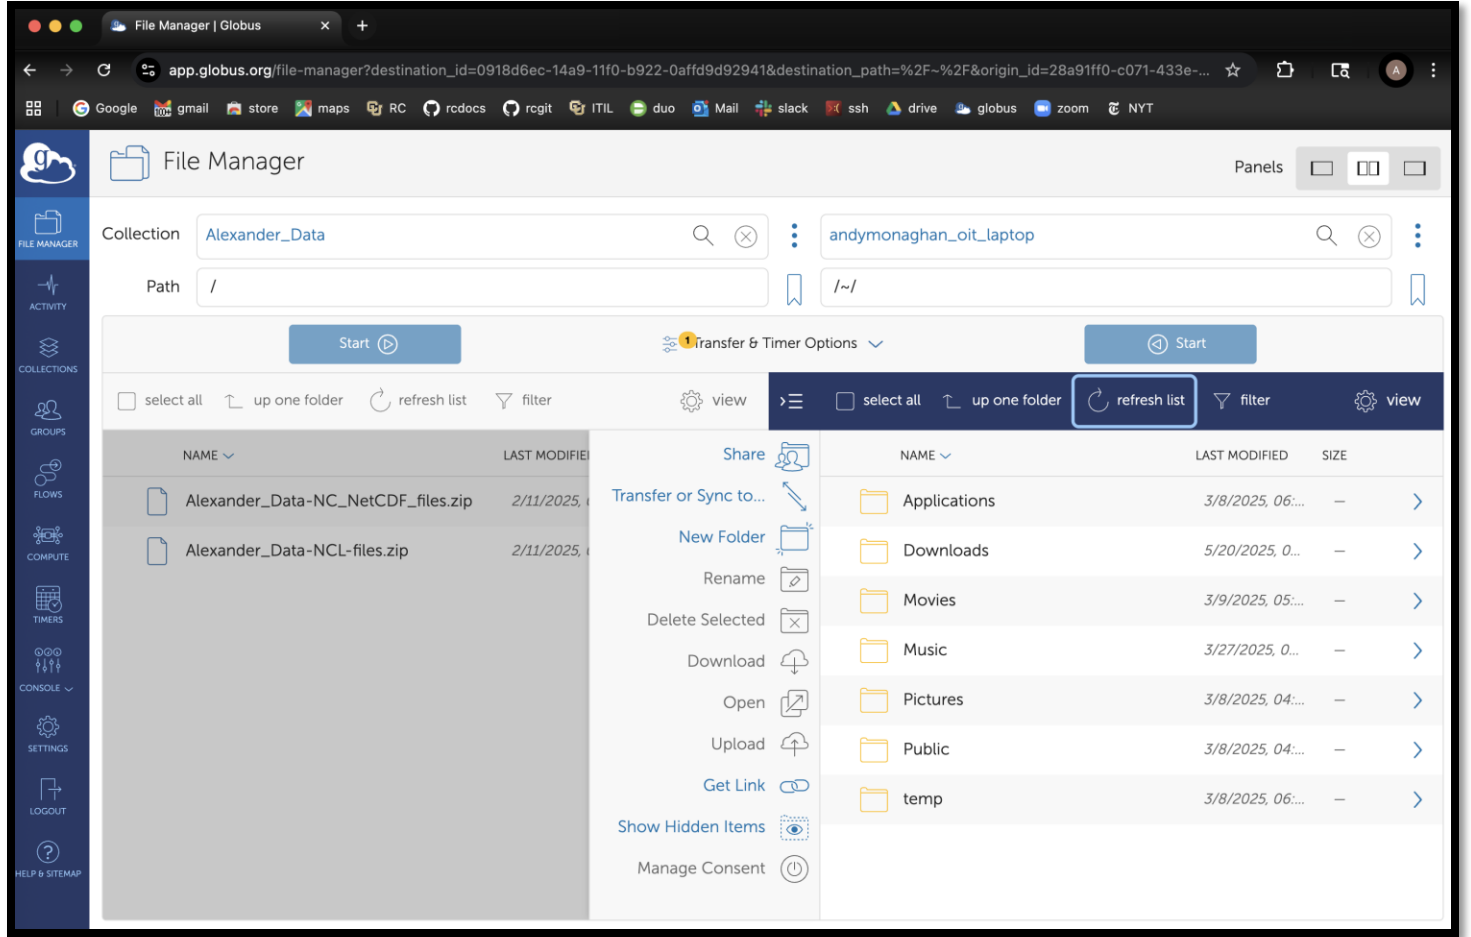 File Manager | Globus
app.globus.org/file-manager?destination_id=0918d6ec-14a9-11f0-b922-0affd9d92941&destination_path=%2F~%2F&origin_id=28a91ff0-c071-433e-...
A
Google gmail store maps RC rcdocs rcgit ITIL duo Mail slack ssh drive globus zoom NYT
File Manager
Panels
FILE MANAGER
ACTIVITY
COLLECTIONS
GROUPS
FLOWS
COMPUTE
TIMERS
CONSOLE
SETTINGS
LOGOUT
HELP & SITEMAP
Collection Alexander_Data andymonaghan_oit_laptop
Path / /~/
Start 1 Transfer & Timer Options Start
select all up one folder refresh list filter view select all up one folder refresh list filter view
NAME LAST MODIFIE
Alexander_Data-NC_NetCDF_files.zip 2/11/2025,
Alexander_Data-NCL-files.zip 2/11/2025,
Share
Transfer or Sync to...
New Folder
Rename
Delete Selected
Download
Open
Upload
Get Link
Show Hidden Items
Manage Consent
NAME LAST MODIFIED SIZE
Applications 3/8/2025, 06:... —
Downloads 5/20/2025, 0... —
Movies 3/9/2025, 05:... —
Music 3/27/2025, 0... —
Pictures 3/8/2025, 04:... —
Public 3/8/2025, 04:... —
temp 3/8/2025, 06:... —